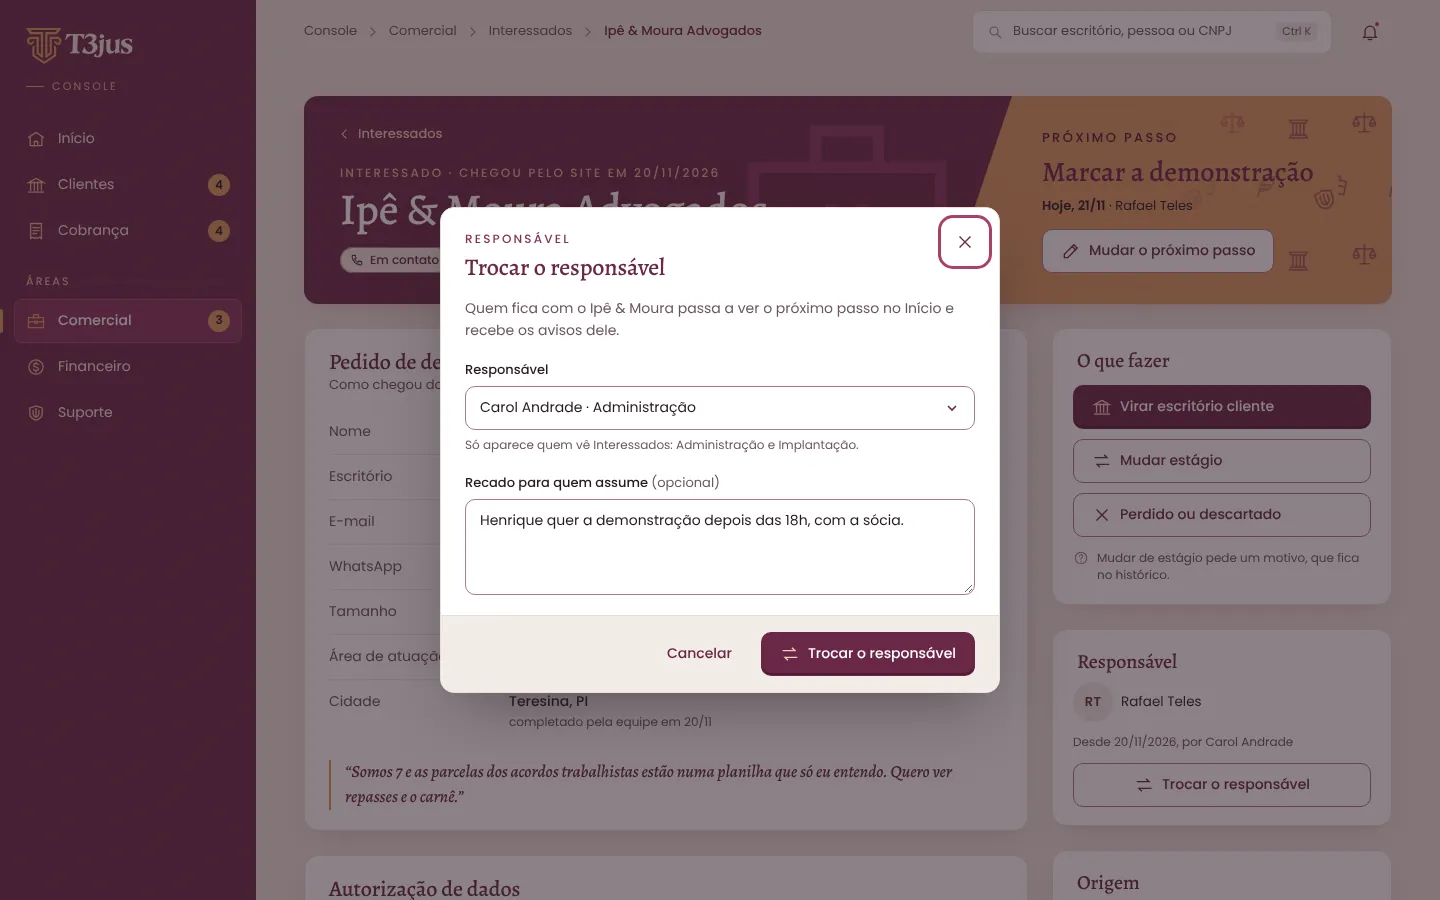 T3jus
CONSOLE
Início
Clientes 4
Cobrança 4
ÁREAS
Comercial 3
Financeiro
Suporte
Console > Comercial > Interessados > Ipê & Moura Advogados
Buscar escritório, pessoa ou CNPJ Ctrl K
Interessados
INTERESSADO · CHEGOU PELO SITE EM 20/11/2026
Ipê & Moura Advogados
Em contato
PRÓXIMO PASSO
Marcar a demonstração
Hoje, 21/11 · Rafael Teles
Mudar o próximo passo
RESPONSÁVEL
Trocar o responsável
Quem fica com o Ipê & Moura passa a ver o próximo passo no Início e
recebe os avisos dele.
Responsável
Carol Andrade · Administração
Só aparece quem vê Interessados: Administração e Implantação.
Recado para quem assume (opcional)
Henrique quer a demonstração depois das 18h, com a sócia.
Cancelar
Trocar o responsável
Pedido de
Como chegou
Nome
Escritório
E-mail
WhatsApp
Tamanho
Área de
Cidade
Teresina, PI
completado pela equipe em 20/11
“Somos 7 e as parcelas dos acordos trabalhistas estão numa planilha que só eu entendo. Quero ver
repasses e o carnê.”
Autorização de dados
O que fazer
Virar escritório cliente
Mudar estágio
Perdido ou descartado
Mudar de estágio pede um motivo, que fica
no histórico.
Responsável
RT Rafael Teles
Desde 20/11/2026, por Carol Andrade
Trocar o responsável
Origem